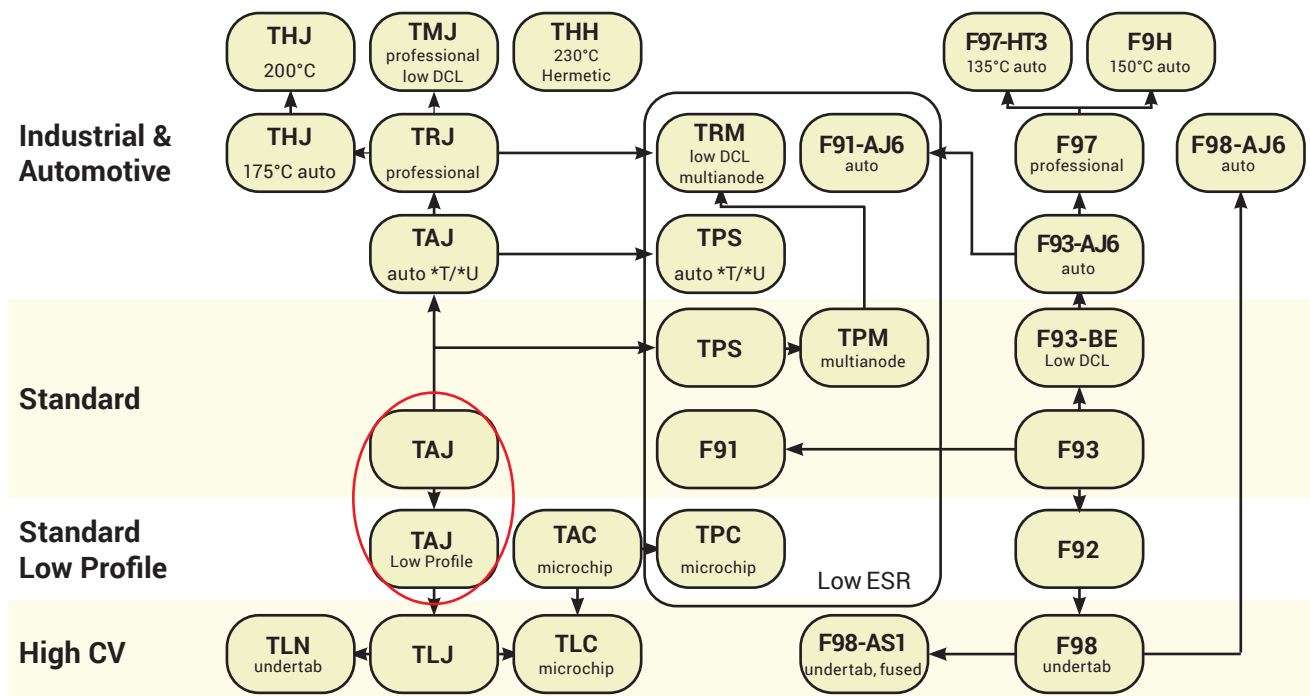 THJ
200°C
TMJ
professional
low DCL
THH
230°C
Hermetic
F97-HT3
135°C auto
F9H
150°C auto
Industrial &
Automotive
THJ
175°C auto
TRJ
professional
TRM
low DCL
multianode
F91-AJ6
auto
F97
professional
F98-AJ6
auto
TAJ
auto *T/*U
TPS
auto *T/*U
F93-AJ6
auto
Standard
TPS
TPM
multianode
F93-BE
Low DCL
TAJ
F91
F93
Standard
Low Profile
TAJ
Low Profile
TAC
microchip
TPC
microchip
Low ESR
F92
High CV
TLN
undertab
TLJ
TLC
microchip
F98-AS1
undertab, fused
F98
undertab